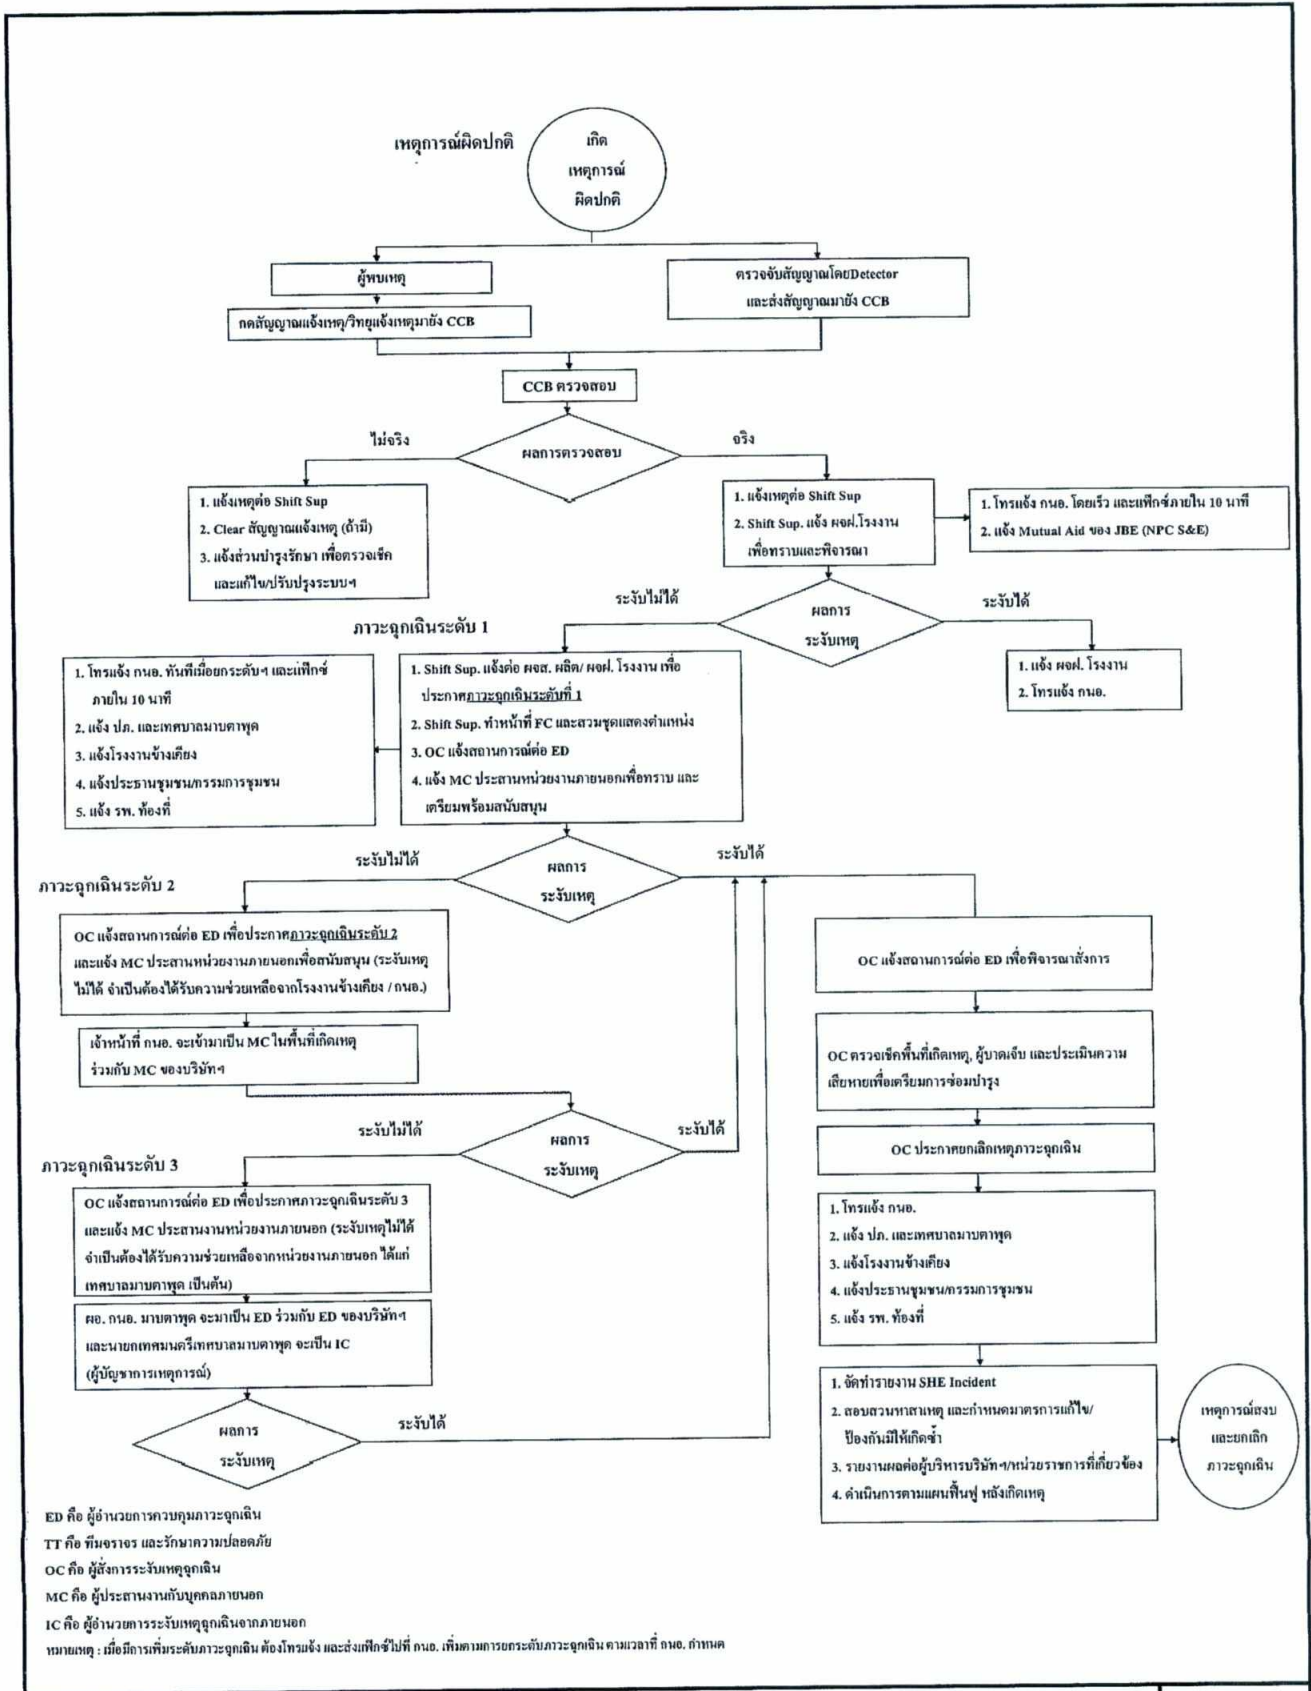 เหตุการณ์ผิดปกติ
เกิด
เหตุการณ์
ผิดปกติ
ผู้พบเหตุ
ตรวจจับสัญญาณโดยDetector
และส่งสัญญาณมายัง CCB
กดสัญญาณแจ้งเหตุ/วิทยุแจ้งเหตุมายัง CCB
CCB ตรวจสอบ
ผลการตรวจสอบ
ไม่จริง
จริง
1. แจ้งเหตุต่อ Shift Sup
2. Clear สัญญาณแจ้งเหตุ (ถ้ามี)
3. แจ้งส่วนบำรุงรักษา เพื่อตรวจเช็ค
และแก้ไข/ปรับปรุงระบบฯ
1. แจ้งเหตุต่อ Shift Sup
2. Shift Sup. แจ้ง ผจฝ.โรงงาน
เพื่อทราบและพิจารณา
1. โทรแจ้ง กนอ. โดยเร็ว และแฟ็กซ์ภายใน 10 นาที
2. แจ้ง Mutual Aid ของ JBE (NPC S&E)
ระงับไม่ได้
ผลการ
ระงับเหตุ
ระงับได้
1. แจ้ง ผจฝ. โรงงาน
2. โทรแจ้ง กนอ.
ภาวะฉุกเฉินระดับ 1
1. โทรแจ้ง กนอ. ทันทีเมื่อยกระดับฯ และแฟ็กซ์
ภายใน 10 นาที
2. แจ้ง ปภ. และเทศบาลมาบตาพุด
3. แจ้งโรงงานข้างเคียง
4. แจ้งประธานชุมชน/กรรมการชุมชน
5. แจ้ง รพ. ท้องที่
1. Shift Sup. แจ้งต่อ ผจส. ผลิต/ ผจฝ. โรงงาน เพื่อ
ประกาศภาวะฉุกเฉินระดับที่ 1
2. Shift Sup. ทำหน้าที่ FC และสวมชุดแสดงตำแหน่ง
3. OC แจ้งสถานการณ์ต่อ ED
4. แจ้ง MC ประสานหน่วยงานภายนอกเพื่อทราบ และ
เตรียมพร้อมสนับสนุน
ระงับไม่ได้
ผลการ
ระงับเหตุ
ระงับได้
ภาวะฉุกเฉินระดับ 2
OC แจ้งสถานการณ์ต่อ ED เพื่อประกาศภาวะฉุกเฉินระดับ 2
และแจ้ง MC ประสานหน่วยงานภายนอกเพื่อสนับสนุน (ระงับเหตุ
ไม่ได้ จำเป็นต้องได้รับความช่วยเหลือจากโรงงานข้างเคียง / กนอ.)
เจ้าหน้าที่ กนอ. จะเข้ามาเป็น MC ในพื้นที่เกิดเหตุ
ร่วมกับ MC ของบริษัทฯ
ระงับไม่ได้
ผลการ
ระงับเหตุ
ระงับได้
ภาวะฉุกเฉินระดับ 3
OC แจ้งสถานการณ์ต่อ ED เพื่อประกาศภาวะฉุกเฉินระดับ 3
และแจ้ง MC ประสานงานหน่วยงานภายนอก (ระงับเหตุไม่ได้
จำเป็นต้องได้รับความช่วยเหลือจากหน่วยงานภายนอก ได้แก่
เทศบาลมาบตาพุด เป็นต้น)
ผอ. กนอ. มาบตาพุด จะมาเป็น ED ร่วมกับ ED ของบริษัทฯ
และนายกเทศมนตรีเทศบาลมาบตาพุด จะเป็น IC
(ผู้บัญชาการเหตุการณ์)
ผลการ
ระงับเหตุ
ระงับได้
OC แจ้งสถานการณ์ต่อ ED เพื่อพิจารณาสั่งการ
OC ตรวจเช็คพื้นที่เกิดเหตุ, ผู้บาดเจ็บ และประเมินความ
เสียหายเพื่อเตรียมการซ่อมบำรุง
OC ประกาศยกเลิกเหตุภาวะฉุกเฉิน
1. โทรแจ้ง กนอ.
2. แจ้ง ปภ. และเทศบาลมาบตาพุด
3. แจ้งโรงงานข้างเคียง
4. แจ้งประธานชุมชน/กรรมการชุมชน
5. แจ้ง รพ. ท้องที่
1. จัดทำรายงาน SHE Incident
2. สอบสวนหาสาเหตุ และกำหนดมาตรการแก้ไข/
ป้องกันมิให้เกิดซ้ำ
3. รายงานผลต่อผู้บริหารบริษัทฯ/หน่วยราชการที่เกี่ยวข้อง
4. ดำเนินการตามแผนฟื้นฟู หลังเกิดเหตุ
เหตุการณ์สงบ
และยกเลิก
ภาวะฉุกเฉิน
ED คือ ผู้อำนวยการควบคุมภาวะฉุกเฉิน
TT คือ ทีมจราจร และรักษาความปลอดภัย
OC คือ ผู้สั่งการระงับเหตุฉุกเฉิน
MC คือ ผู้ประสานงานกับบุคคลภายนอก
IC คือ ผู้อำนวยการระงับเหตุฉุกเฉินจากภายนอก
หมายเหตุ : เมื่อมีการเพิ่มระดับภาวะฉุกเฉิน ต้องโทรแจ้ง และส่งแฟ็กซ์ไปที่ กนอ. เพิ่มตามการยกระดับภาวะฉุกเฉิน ตามเวลาที่ กนอ. กำหนด